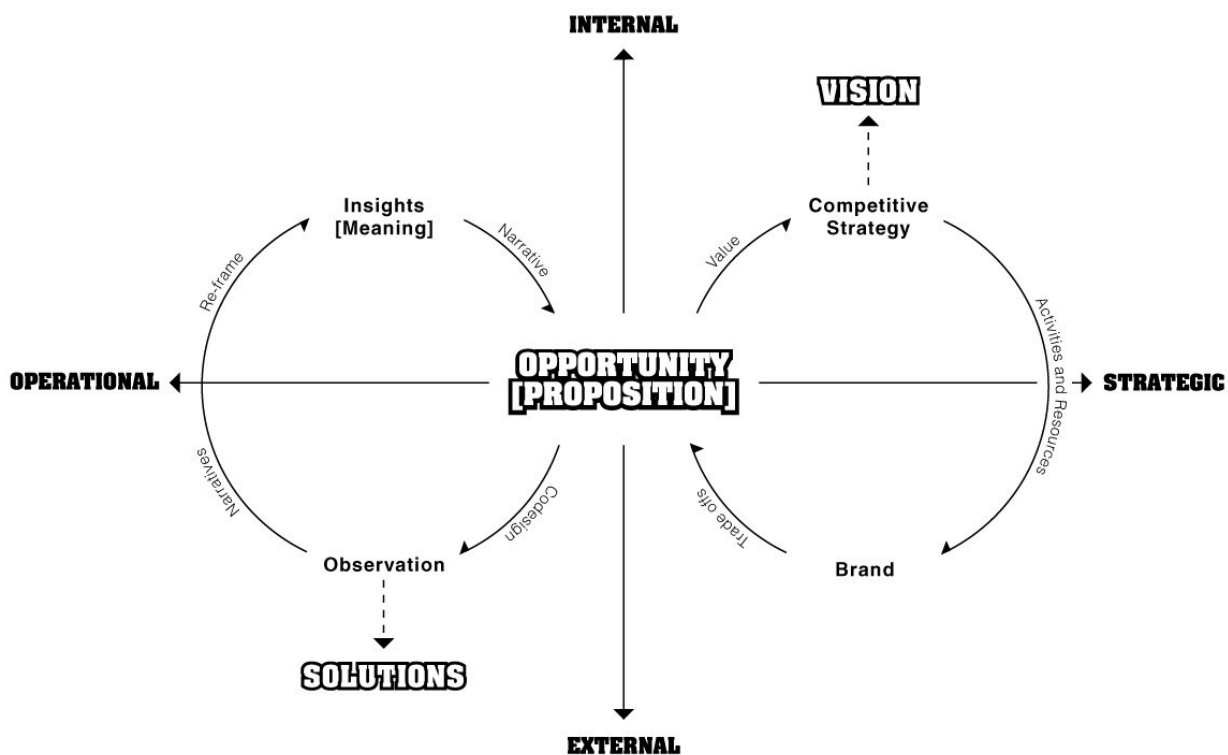 INTERNAL
VISION
Insights
[Meaning]
Narrative
Value
Competitive
Strategy
Re-frame
Activities and Resources
OPERATIONAL
OPPORTUNITY
[PROPOSITION]
STRATEGIC
Narratives
Codesign
Trade offs
Observation
Brand
SOLUTIONS
EXTERNAL